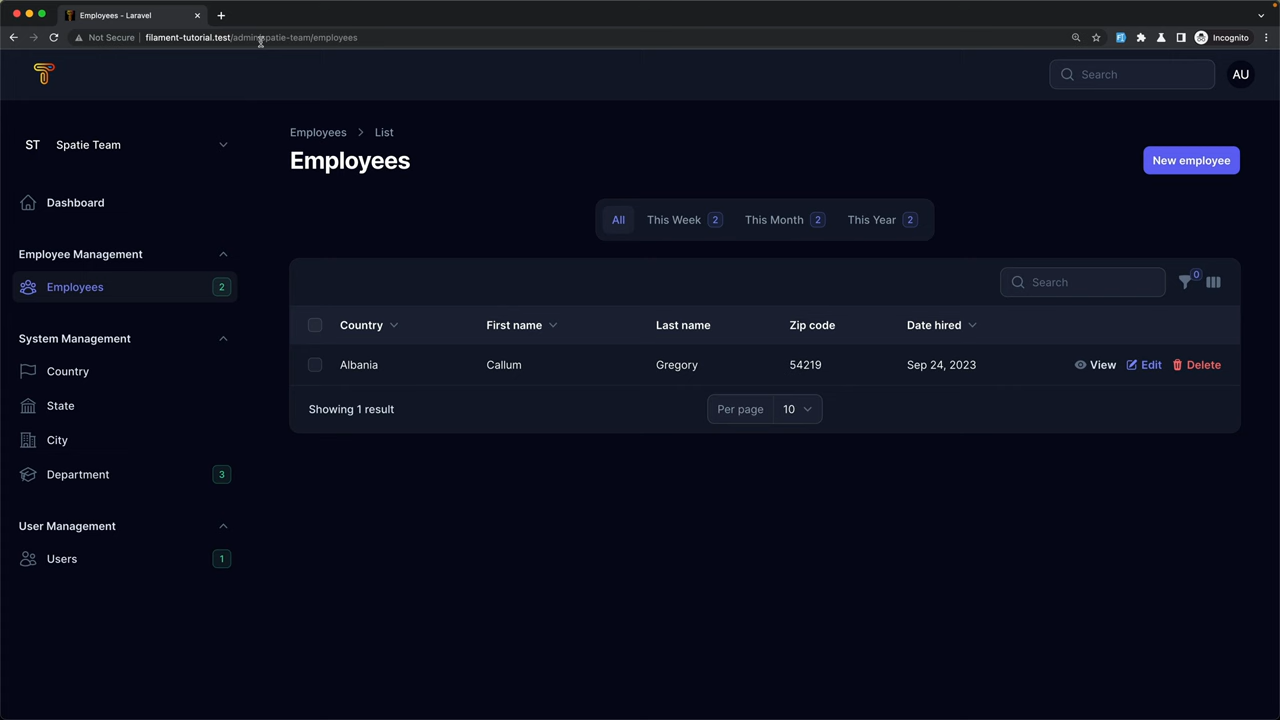 Employees - Laravel
Not Secure
filament-tutorial.test/admin/spatie-team/employees
Incognito
Search
AU
ST
Spatie Team
Dashboard
Employee Management
Employees
2
System Management
Country
State
City
Department
3
User Management
Users
1
Employees
List
Employees
New employee
All
This Week 2
This Month 2
This Year 2
Search
0
Country First name Last name Zip code Date hired
Albania Callum Gregory 54219 Sep 24, 2023 View Edit Delete
Showing 1 result
Per page 10